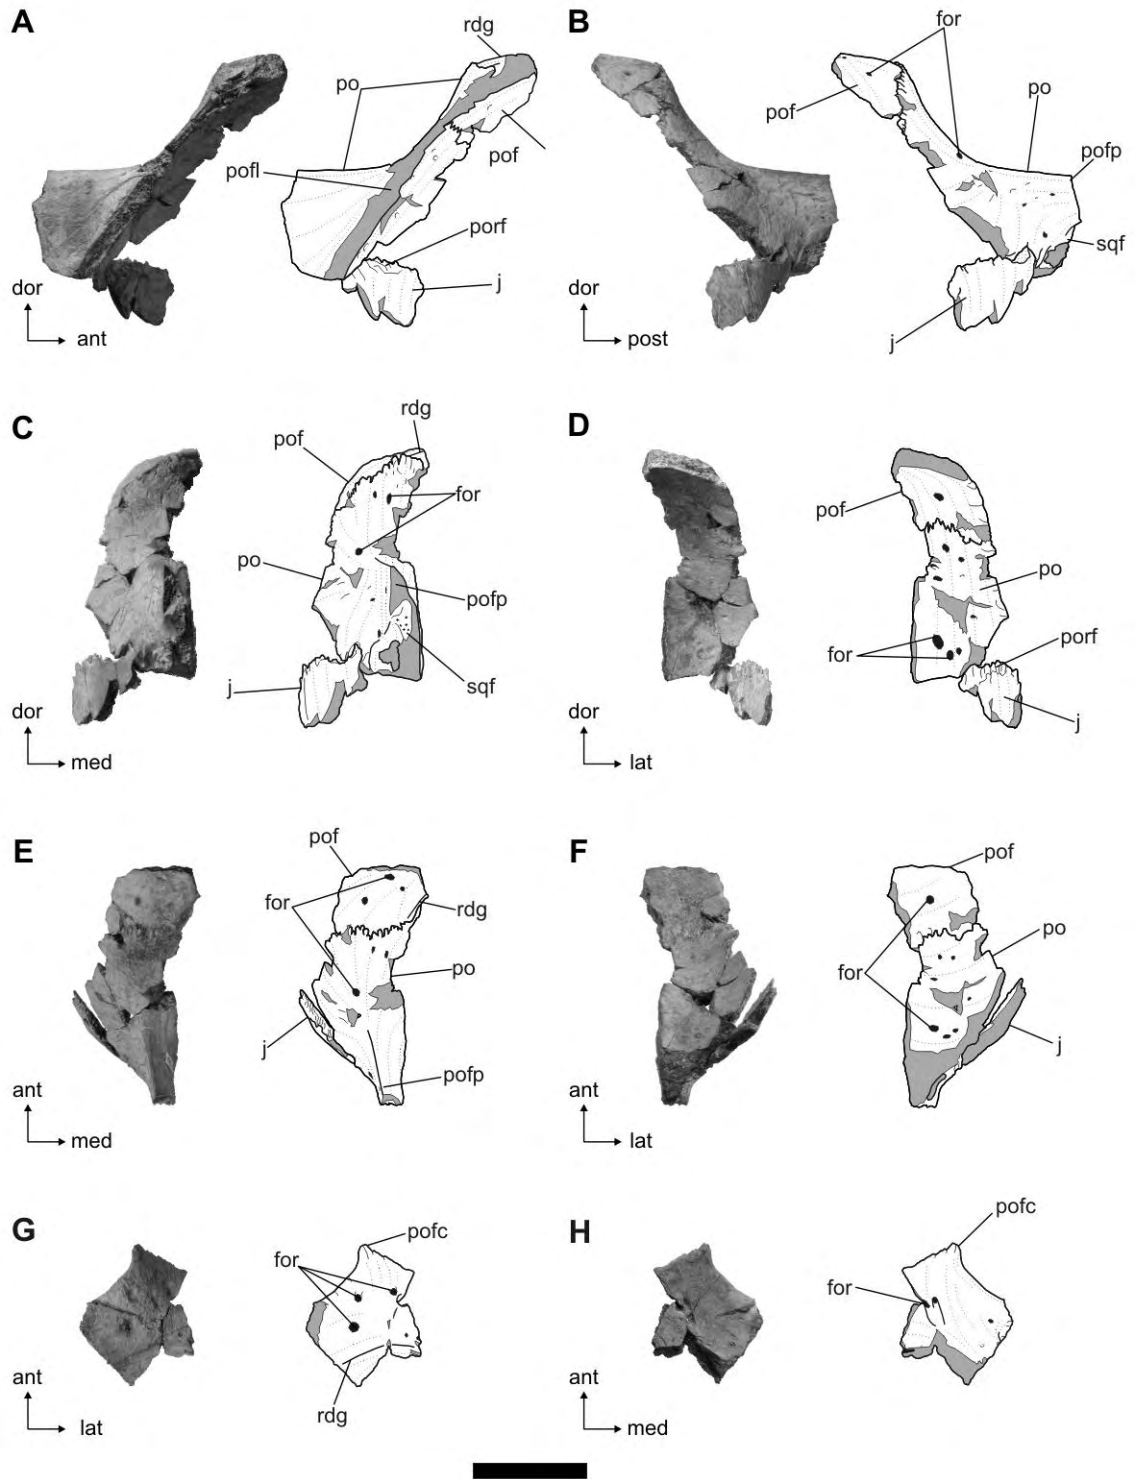 A
rdg
po
pofl
pof
porf
j
dor
ant
B
for
po
pof
pofp
sqf
j
dor
post
C
rdg
pof
for
po
pofp
j
sqf
dor
med
D
pof
po
for
porf
j
dor
lat
E
pof
for
rdg
po
j
pofp
ant
med
F
pof
po
for
j
ant
lat
G
pofc
for
rdg
ant
lat
H
pofc
for
ant
med